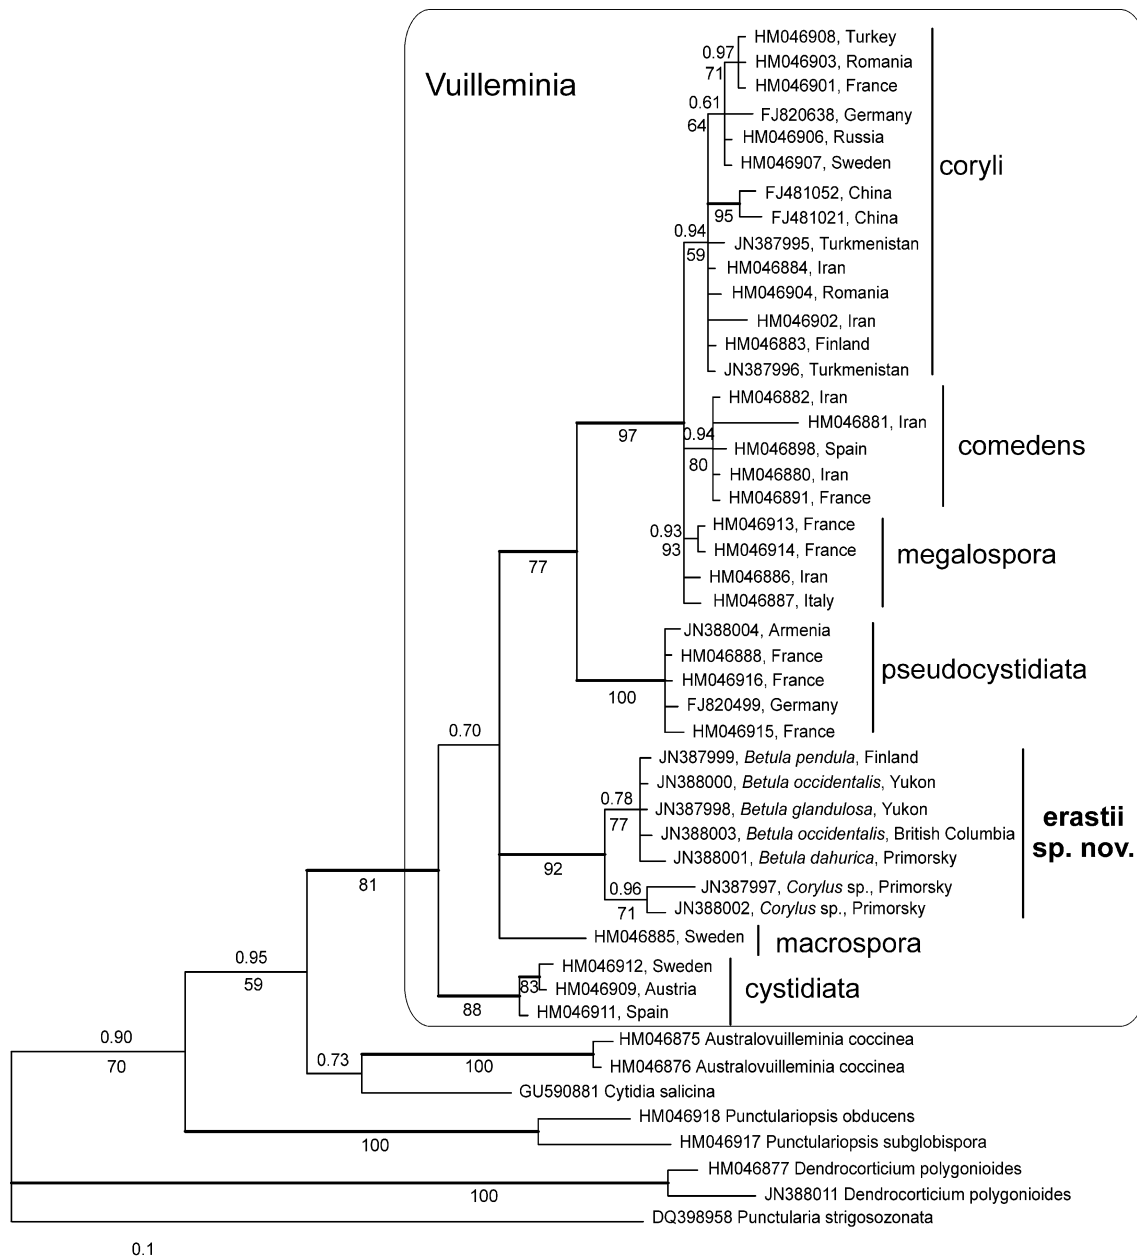 Vuilleminia
HM046908, Turkey
0.97
HM046903, Romania
71
HM046901, France
0.61
FJ820638, Germany
64
HM046906, Russia
HM046907, Sweden
coryli
FJ481052, China
95
FJ481021, China
0.94
JN387995, Turkmenistan
59
HM046884, Iran
HM046904, Romania
HM046902, Iran
HM046883, Finland
JN387996, Turkmenistan
HM046882, Iran
HM046881, Iran
97
0.94
HM046898, Spain
comedens
80
HM046880, Iran
HM046891, France
HM046913, France
0.93
93
HM046914, France
megalospora
77
HM046886, Iran
HM046887, Italy
JN388004, Armenia
HM046888, France
pseudocystidiata
HM046916, France
100
FJ820499, Germany
HM046915, France
0.70
JN387999, Betula pendula, Finland
JN388000, Betula occidentalis, Yukon
0.78
JN387998, Betula glandulosa, Yukon
77
JN388003, Betula occidentalis, British Columbia
erastii
sp. nov.
JN388001, Betula dahurica, Primorsky
92
81
JN387997, Corylus sp., Primorsky
0.96
71
JN388002, Corylus sp., Primorsky
HM046885, Sweden
macrospora
HM046912, Sweden
83
HM046909, Austria
cystidiata
88
HM046911, Spain
0.95
59
HM046875 Australovuilleminia coccinea
0.90
0.73
100
70
HM046876 Australovuilleminia coccinea
GU590881 Cytidia salicina
HM046918 Punctulariopsis obducens
100
HM046917 Punctulariopsis subglobispora
HM046877 Dendrocorticium polygonioides
100
JN388011 Dendrocorticium polygonioides
DQ398958 Punctularia strigosozonata
0.1